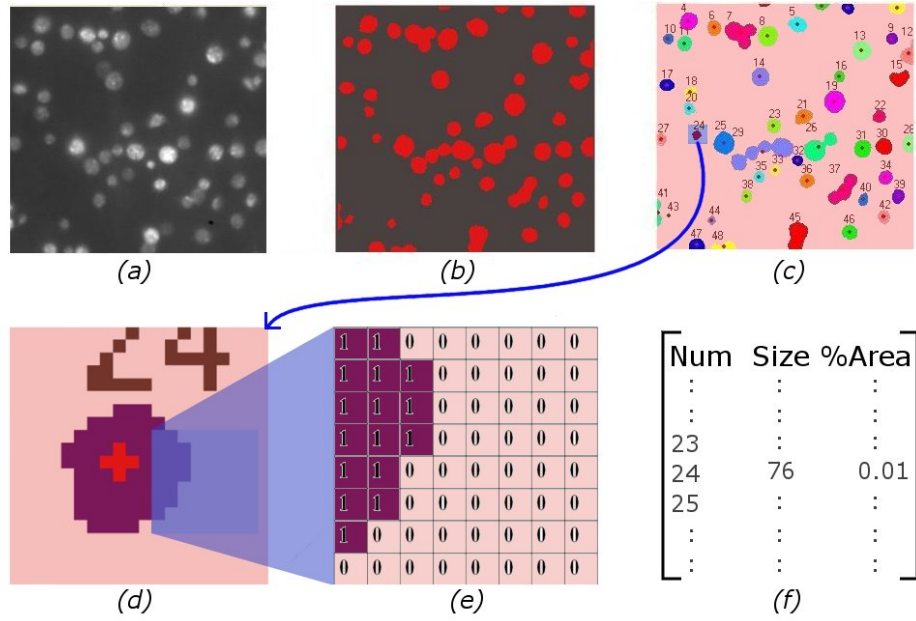 4
6
7
8
5
9
10
11
13
12
14
16
15
17
18
19
20
21
22
23
24
25
29
26
27
31
30
28
32
35
33
36
37
34
38
40
39
41
43
44
42
45
46
47
48
(a)
(b)
(c)
24
1 1 0 0 0 0 0 0
1 1 1 0 0 0 0 0
1 1 1 0 0 0 0 0
1 1 1 0 0 0 0 0
1 1 0 0 0 0 0 0
1 1 0 0 0 0 0 0
1 0 0 0 0 0 0 0
0 0 0 0 0 0 0 0
Num Size %Area
: : :
: : :
23 : :
24 76 0.01
25 : :
: : :
: : :
(d)
(e)
(f)